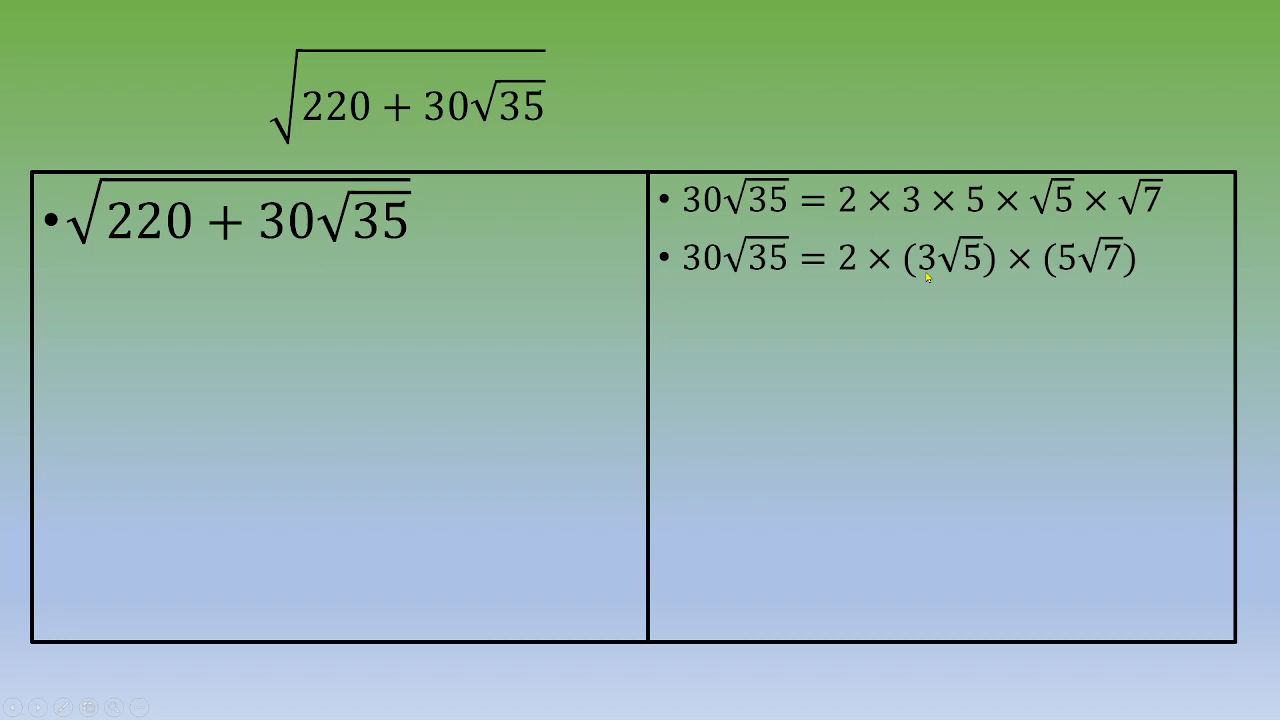 √(220 + 30√35)
• √(220 + 30√35)
• 30√35 = 2 × 3 × 5 × √5 × √7
• 30√35 = 2 × (3√5) × (5√7)